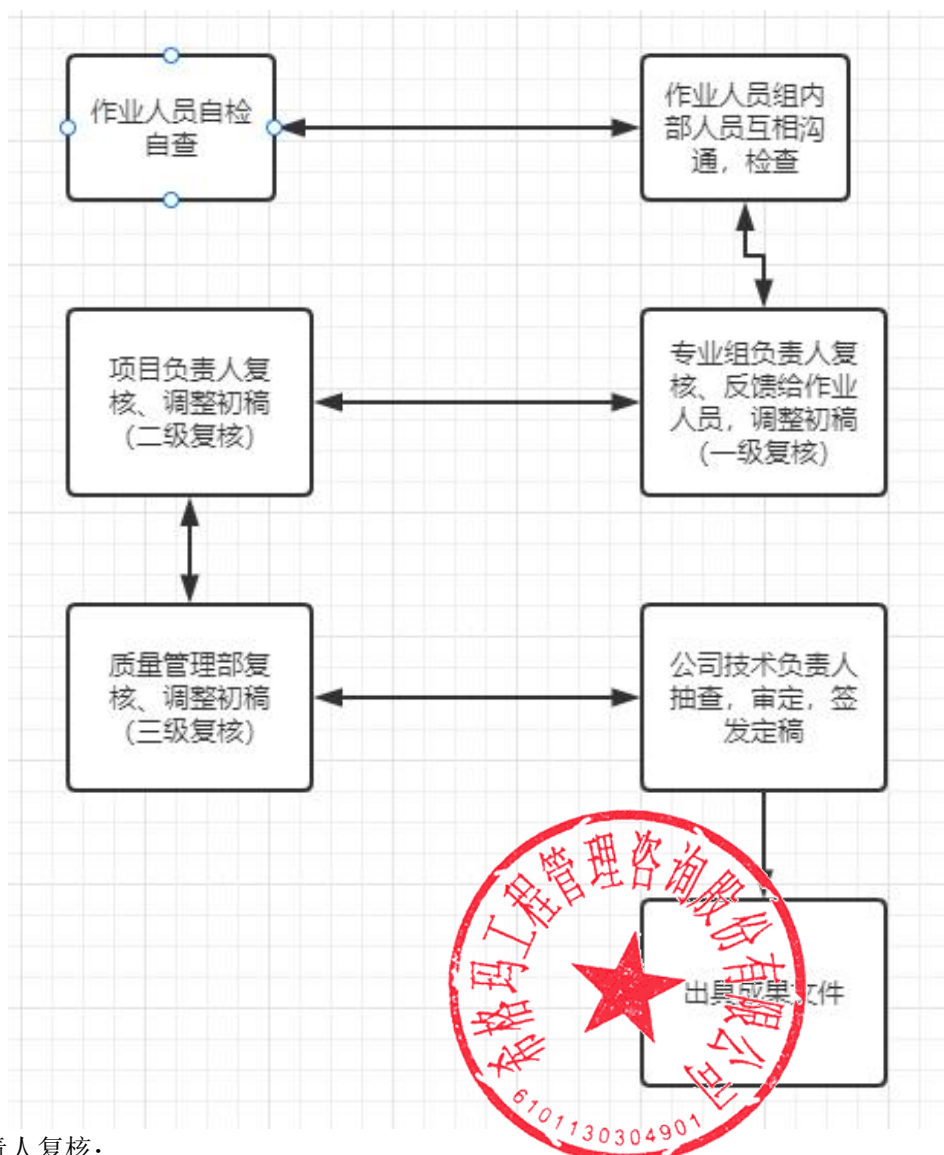 作业人员自检
自查
作业人员组内
部人员互相沟
通，检查
专业组负责人复
核、反馈给作业
人员，调整初稿
（一级复核）
项目负责人复
核、调整初稿
（二级复核）
质量管理部复
核、调整初稿
（三级复核）
公司技术负责人
抽查，审定，签
发定稿
出具成果文件
希格玛工程管理咨询股份有限公司
6101130304901
责人复核：